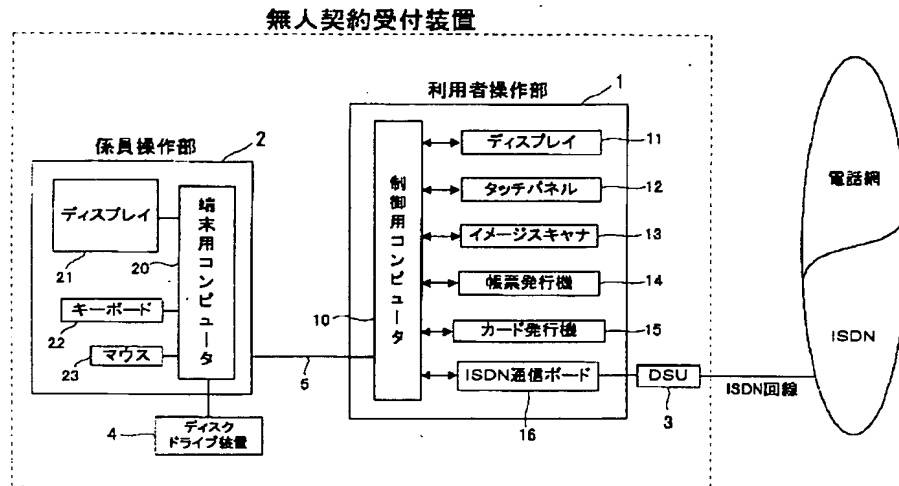 無人契約受付装置
利用者操作部
1
係員操作部
2
ディスプレイ
21
端末用コンピュータ
20
キーボード
22
マウス
23
ディスク
ドライブ装置
4
5
制御用コンピュータ
10
ディスプレイ
11
タッチパネル
12
イメージスキャナ
13
帳票発行機
14
カード発行機
15
ISDN通信ボード
16
DSU
3
ISDN回線
電話網
ISDN